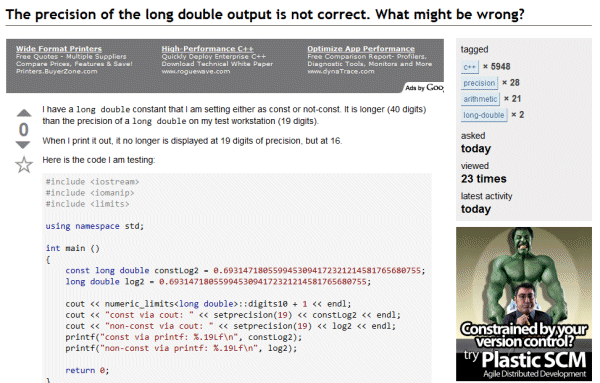 The precision of the long double output is not correct. What might be wrong?
Wide Format Printers
Free Quotes - Multiple Suppliers
Compare Prices, Features & Save!
Printers.BuyerZone.com
High-Performance C++
Quickly Deploy Enterprise C++
Download Technical White Paper
www.roguewave.com
Optimize App Performance
Free Comparison Report- Profilers,
Diagnostic Tools, Monitors and More
www.dynaTrace.com
Ads by Goo
0
I have a long double constant that I am setting either as const or not-const. It is longer (40 digits)
than the precision of a long double on my test workstation (19 digits).
When I print it out, it no longer is displayed at 19 digits of precision, but at 16.
Here is the code I am testing:
#include <iostream>
#include <iomanip>
#include <limits>
using namespace std;
int main ()
{
const long double constLog2 = 0.6931471805599453094172321214581765680755;
long double log2 = 0.6931471805599453094172321214581765680755;
cout << numeric_limits<long double>::digits10 + 1 << endl;
cout << "const via cout: " << setprecision(19) << constLog2 << endl;
cout << "non-const via cout: " << setprecision(19) << log2 << endl;
printf("const via printf: %.19Lf\n", constLog2);
printf("non-const via printf: %.19Lf\n", log2);
return 0;
}
tagged
c++ × 5948
precision × 28
arithmetic × 21
long-double × 2
asked
today
viewed
23 times
latest activity
today
Constrained by your
version control?
try Plastic SCM
Agile Distributed Development